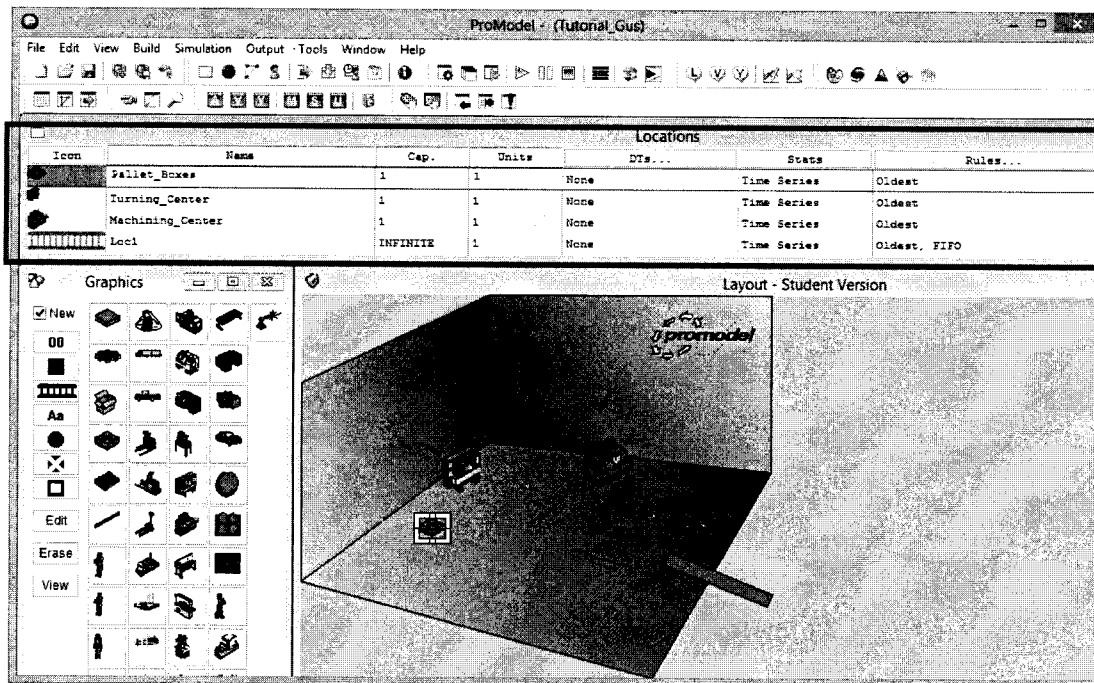 ProModel - (Tutorial_Gus)
File Edit View Build Simulation Output Tools Window Help
Locations
Icon Name Cap. Units DTs... Stats Rules...
Pallet_Boxes 1 1 None Time Series Oldest
Turning_Center 1 1 None Time Series Oldest
Machining_Center 1 1 None Time Series Oldest
Loc1 INFINITE 1 None Time Series Oldest, FIFO
Graphics
Layout - Student Version
New
00
Aa
Edit
Erase
View
promodel